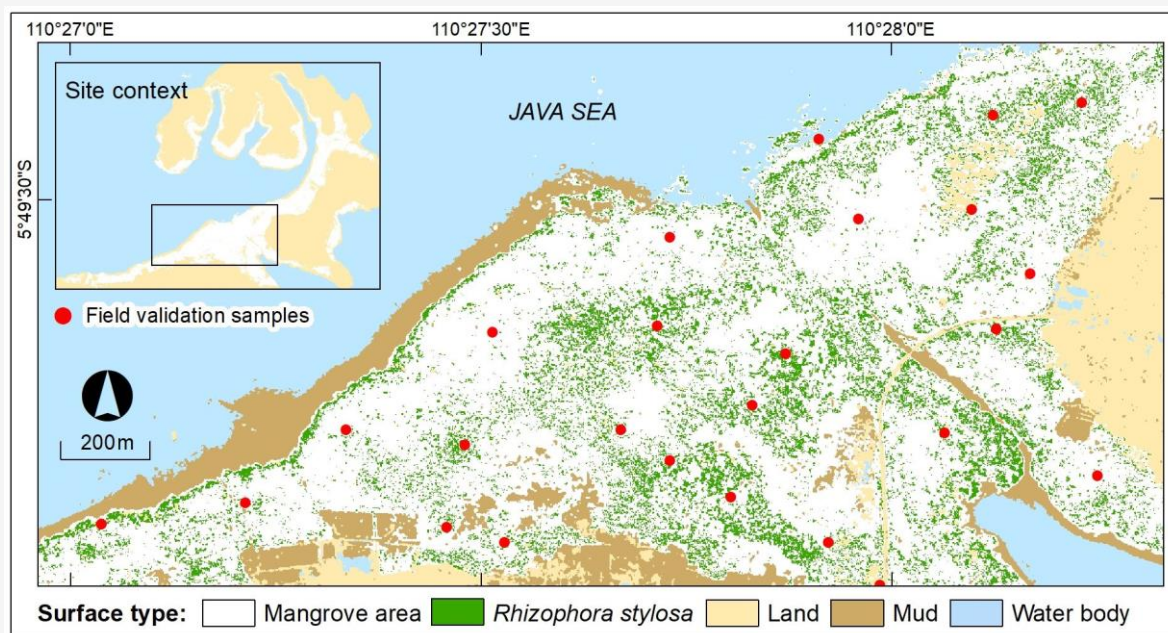 110°27'0"E
110°27'30"E
110°28'0"E
Site context
JAVA SEA
5°49'30"S
Field validation samples
200m
Surface type: Mangrove area Rhizophora stylosa Land Mud Water body